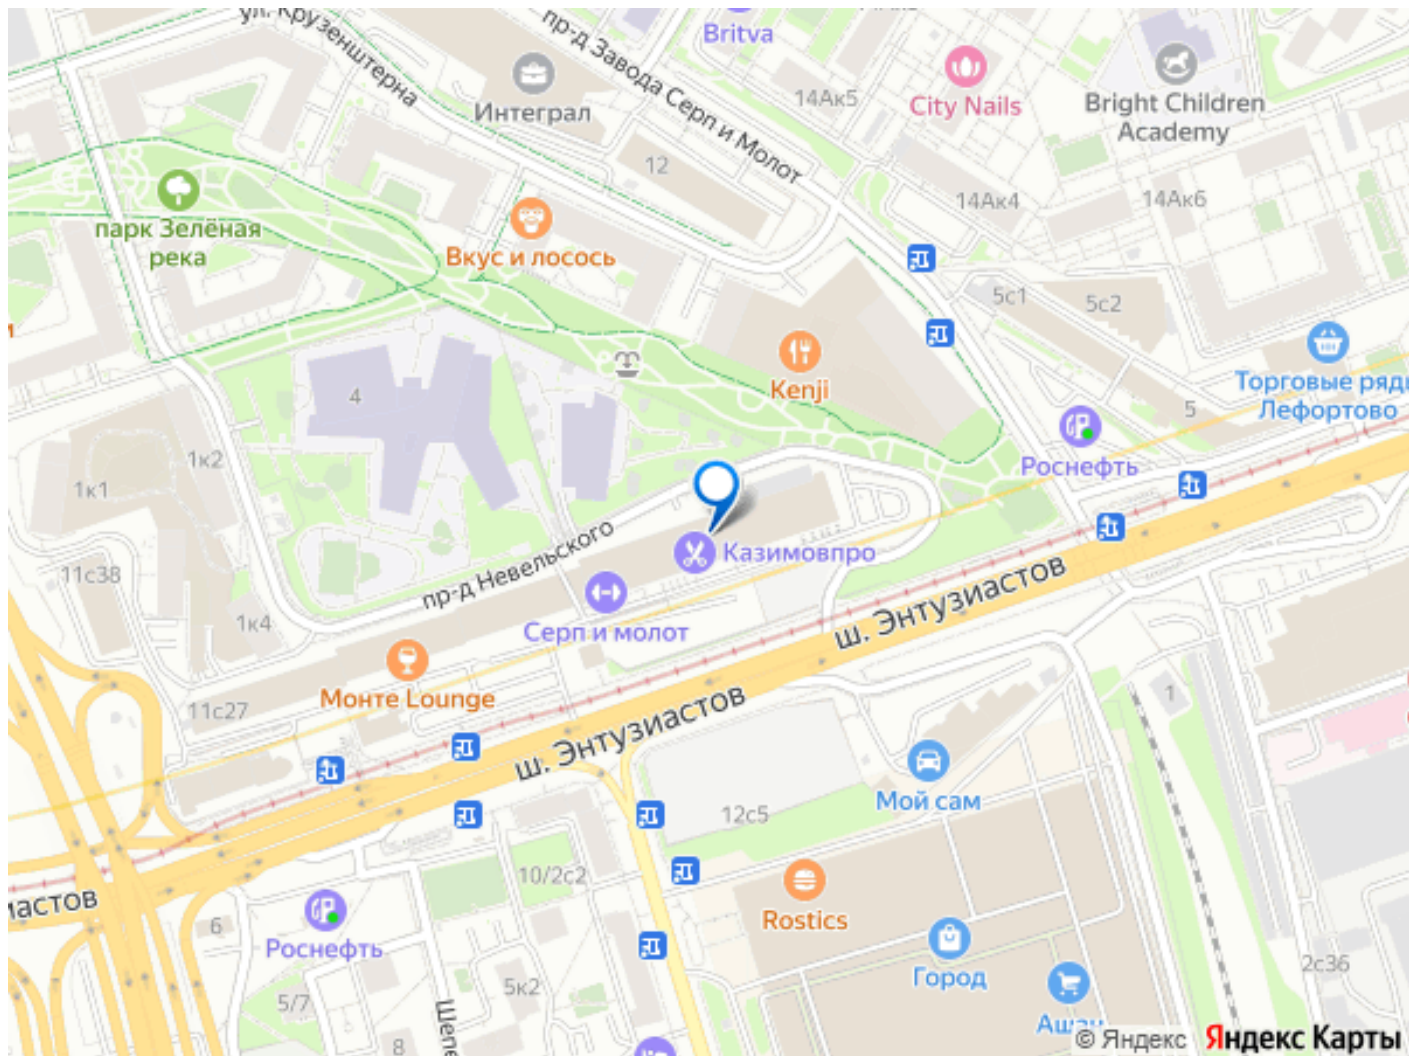 ул. Крузенштерна
пр-д Завода Серп и Молот
Britva
14Ак5
City Nails
Bright Children
Academy
Интеграл
12
14Ак4
14Ак6
парк Зелёная
река
Вкус и лосось
5с1
5с2
Kenji
Торговые ряды
Лефортово
4
5
Роснефть
1к2
1к1
Казимовпро
пр-д Невельского
11с38
1к4
Серп и молот
ш. Энтузиастов
Монте Lounge
11с27
1
ш. Энтузиастов
Мой сам
12с5
10/2с2
Rostics
6
Роснефть
Город
2с36
5/7
5к2
8
© Яндекс
Яндекс Карты